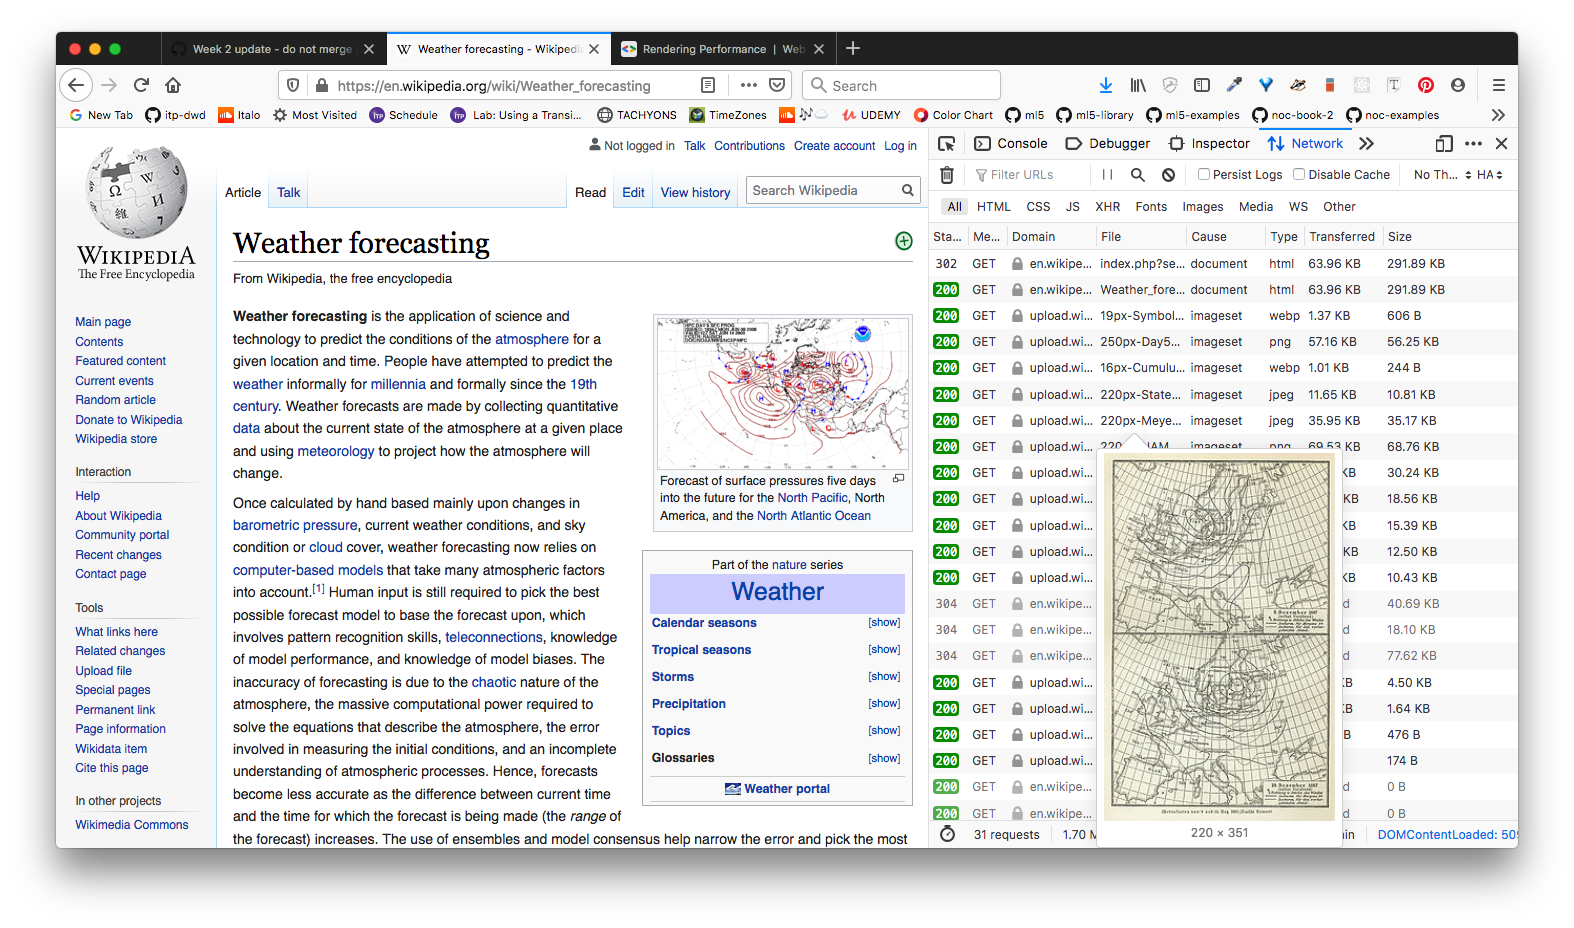 Week 2 update - do not merge
Weather forecasting - Wikipedia
Rendering Performance | Web
https://en.wikipedia.org/wiki/Weather_forecasting
Search
New Tab itp-dwd Italo Most Visited Schedule Lab: Using a Transi... TACHYONS TimeZones UDEMY Color Chart ml5 ml5-library ml5-examples noc-book-2 noc-examples
WIKIPEDIA
The Free Encyclopedia
Main page
Contents
Featured content
Current events
Random article
Donate to Wikipedia
Wikipedia store
Interaction
Help
About Wikipedia
Community portal
Recent changes
Contact page
Tools
What links here
Related changes
Upload file
Special pages
Permanent link
Page information
Wikidata item
Cite this page
In other projects
Wikimedia Commons
Not logged in Talk Contributions Create account Log in
Article Talk Read Edit View history Search Wikipedia
Weather forecasting
From Wikipedia, the free encyclopedia
Weather forecasting is the application of science and
technology to predict the conditions of the atmosphere for a
given location and time. People have attempted to predict the
weather informally for millennia and formally since the 19th
century. Weather forecasts are made by collecting quantitative
data about the current state of the atmosphere at a given place
and using meteorology to project how the atmosphere will
change.
Once calculated by hand based mainly upon changes in
barometric pressure, current weather conditions, and sky
condition or cloud cover, weather forecasting now relies on
computer-based models that take many atmospheric factors
into account.[1] Human input is still required to pick the best
possible forecast model to base the forecast upon, which
involves pattern recognition skills, teleconnections, knowledge
of model performance, and knowledge of model biases. The
inaccuracy of forecasting is due to the chaotic nature of the
atmosphere, the massive computational power required to
solve the equations that describe the atmosphere, the error
involved in measuring the initial conditions, and an incomplete
understanding of atmospheric processes. Hence, forecasts
become less accurate as the difference between current time
and the time for which the forecast is being made (the range of
the forecast) increases. The use of ensembles and model consensus help narrow the error and pick the most
Forecast of surface pressures five days
into the future for the North Pacific, North
America, and the North Atlantic Ocean
Part of the nature series
Weather
Calendar seasons [show]
Tropical seasons [show]
Storms [show]
Precipitation [show]
Topics [show]
Glossaries [show]
Weather portal
Console Debugger Inspector Network
Filter URLs Persist Logs Disable Cache No Th... HA
All HTML CSS JS XHR Fonts Images Media WS Other
Sta... Me... Domain File Cause Type Transferred Size
302 GET en.wikipe... index.php?se... document html 63.96 KB 291.89 KB
200 GET en.wikipe... Weather_fore... document html 63.96 KB 291.89 KB
200 GET upload.wi... 19px-Symbol... imageset webp 1.37 KB 606 B
200 GET upload.wi... 250px-Day5... imageset png 57.16 KB 56.25 KB
200 GET upload.wi... 16px-Cumulu... imageset webp 1.01 KB 244 B
200 GET upload.wi... 220px-State... imageset jpeg 11.65 KB 10.81 KB
200 GET upload.wi... 220px-Meye... imageset jpeg 35.95 KB 35.17 KB
200 GET upload.wi... imageset png 69.53 KB 68.76 KB
200 GET upload.wi... 30.24 KB
200 GET upload.wi... KB 18.56 KB
200 GET upload.wi... KB 15.39 KB
200 GET upload.wi... KB 12.50 KB
200 GET upload.wi... KB 10.43 KB
304 GET en.wikipe... d 40.69 KB
304 GET en.wikipe... d 18.10 KB
304 GET en.wikipe... d 77.62 KB
200 GET upload.wi... KB 4.50 KB
200 GET upload.wi... KB 1.64 KB
200 GET upload.wi... B 476 B
200 GET upload.wi... 174 B
200 GET en.wikipe... 0 B
200 GET en.wikipe... 0 B
220 × 351
31 requests 1.70 M in DOMContentLoaded: 509